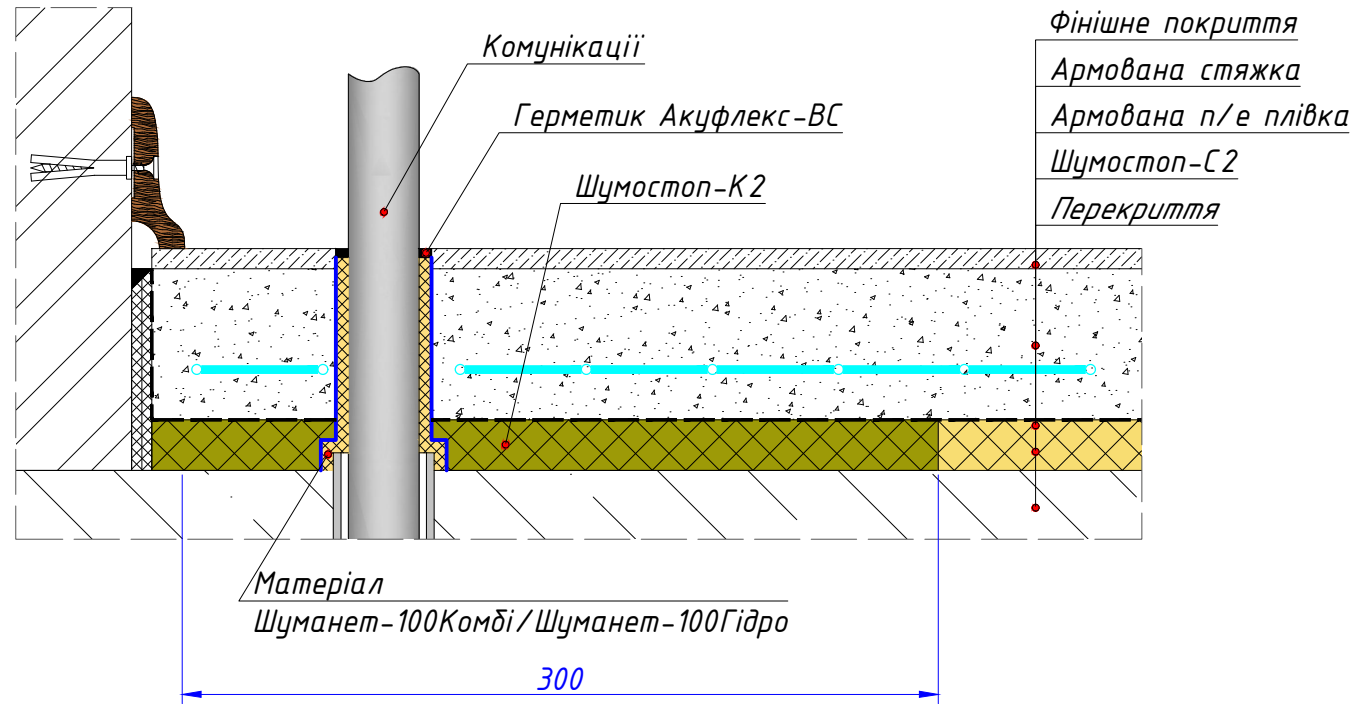 Комунікації
Герметик Акуфлекс-ВС
Шумостоп-К2
Фінішне покриття
Армована стяжка
Армована п/е плівка
Шумостоп-С2
Перекриття
Матеріал
Шуманет-100Комбі/Шуманет-100Гідро
300